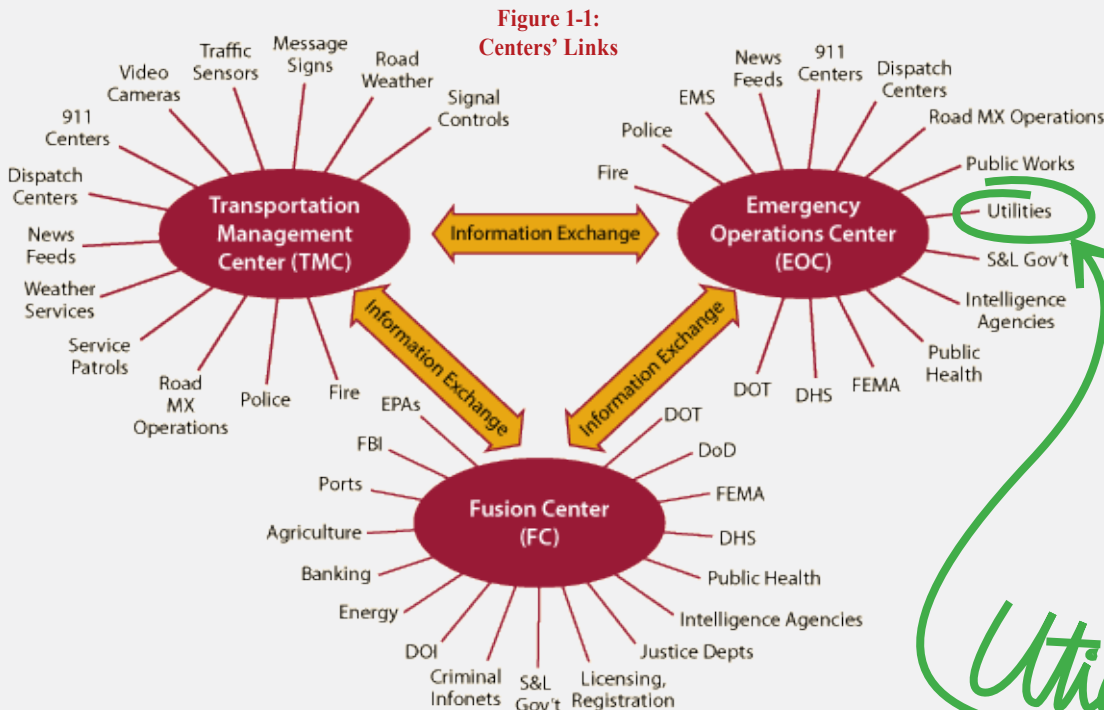 Figure 1-1:
Centers’ Links
Transportation
Management
Center (TMC)
911
Centers
Video
Cameras
Traffic
Sensors
Message
Signs
Road
Weather
Signal
Controls
Dispatch
Centers
News
Feeds
Weather
Services
Service
Patrols
Road
MX
Operations
Police
Fire
Information Exchange
Emergency
Operations Center
(EOC)
Fire
Police
EMS
News
Feeds
911
Centers
Dispatch
Centers
Road MX Operations
Public Works
Utilities
S&L Gov't
Intelligence
Agencies
Public
Health
FEMA
DHS
DOT
Information Exchange
Information Exchange
Fusion Center
(FC)
EPAs
FBI
Ports
Agriculture
Banking
Energy
DOI
Criminal
Infonets
S&L
Gov't
Licensing,
Registration
Justice Depts
Intelligence Agencies
Public Health
DHS
FEMA
DoD
DOT